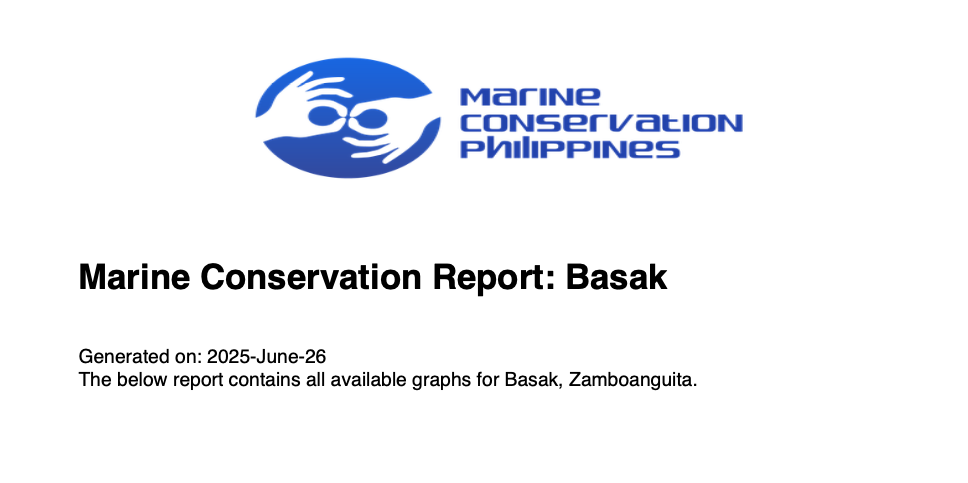 Marine
Conservation
Philippines
Marine Conservation Report: Basak
Generated on: 2025-June-26
The below report contains all available graphs for Basak, Zamboanguita.